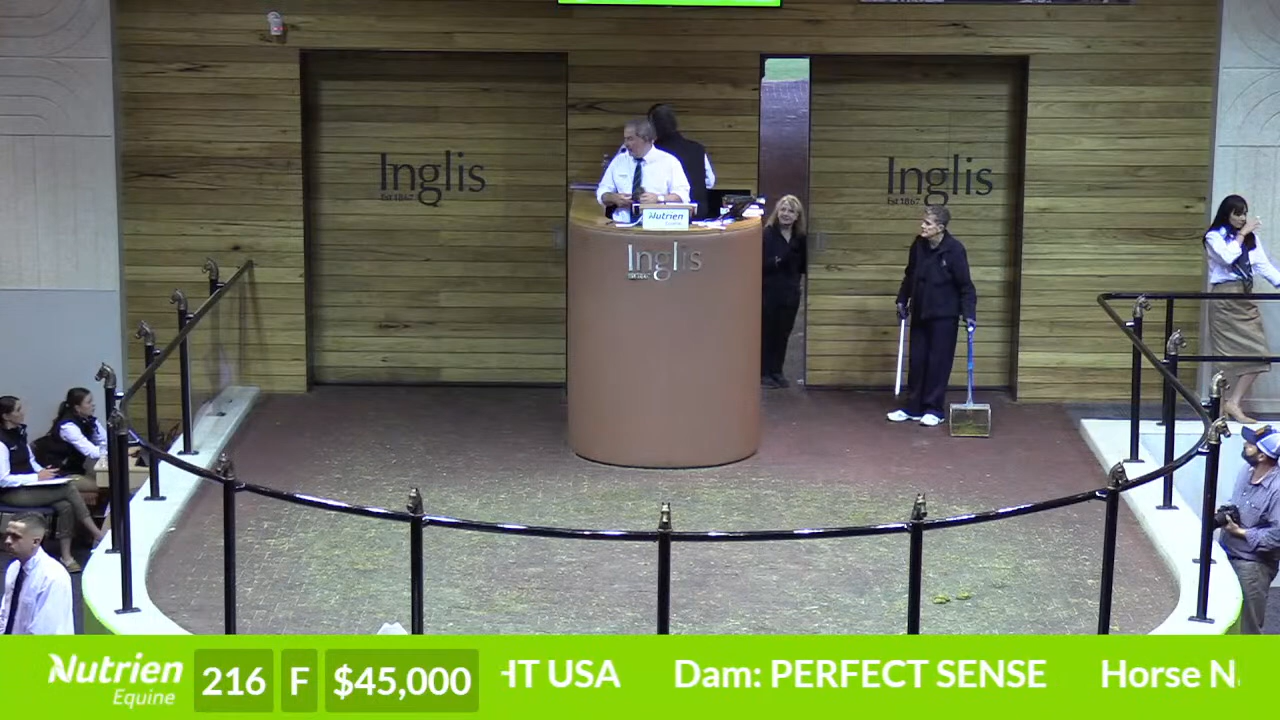 Inglis
Est.1867
Inglis
Est.1867
Nutrien
Equine
Inglis
Nutrien
Equine
216
F
$45,000
HT USA
Dam: PERFECT SENSE
Horse N